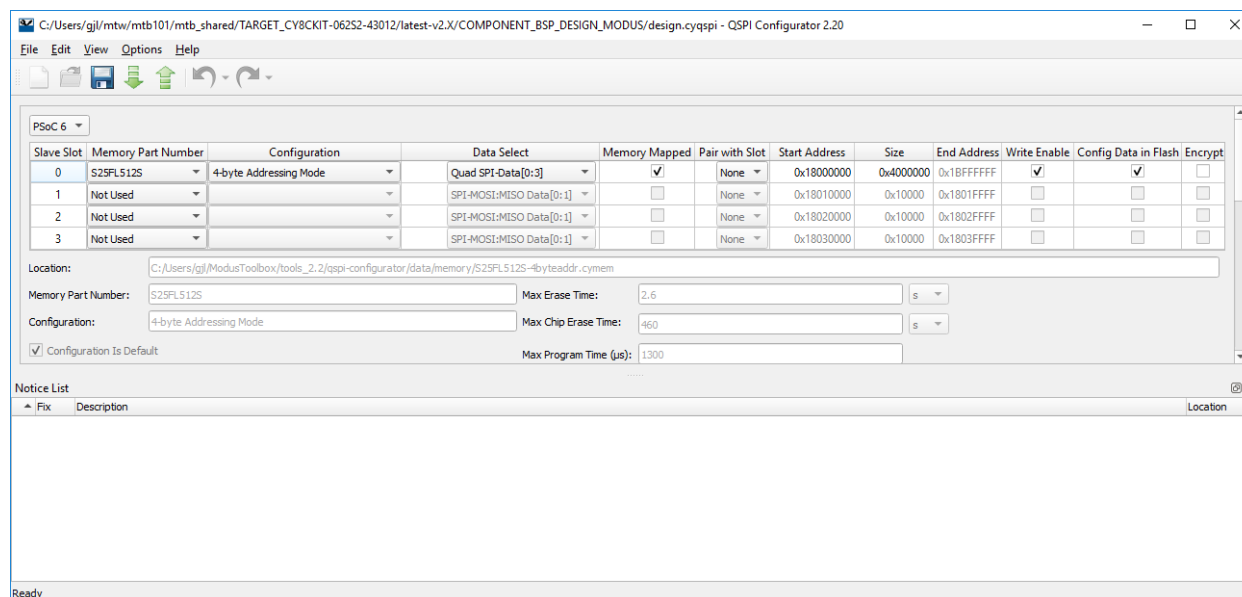 C:/Users/gjl/mtw/mtb101/mtb_shared/TARGET_CY8CKIT-062S2-43012/latest-v2.X/COMPONENT_BSP_DESIGN_MODUS/design.cyqspi - QSPI Configurator 2.20
File Edit View Options Help
PSoC 6
Slave Slot Memory Part Number Configuration Data Select Memory Mapped Pair with Slot Start Address Size End Address Write Enable Config Data in Flash Encrypt
0 S25FL512S 4-byte Addressing Mode Quad SPI-Data[0:3] None 0x18000000 0x4000000 0x1BFFFFFF
1 Not Used SPI-MOSI:MISO Data[0:1] None 0x18010000 0x10000 0x1801FFFF
2 Not Used SPI-MOSI:MISO Data[0:1] None 0x18020000 0x10000 0x1802FFFF
3 Not Used SPI-MOSI:MISO Data[0:1] None 0x18030000 0x10000 0x1803FFFF
Location: C:/Users/gjl/ModusToolbox/tools_2.2/qspi-configurator/data/memory/S25FL512S-4byteaddr.cymem
Memory Part Number: S25FL512S Max Erase Time: 2.6 s
Configuration: 4-byte Addressing Mode Max Chip Erase Time: 460 s
Configuration Is Default Max Program Time (µs): 1300
Notice List
Fix Description Location
Ready